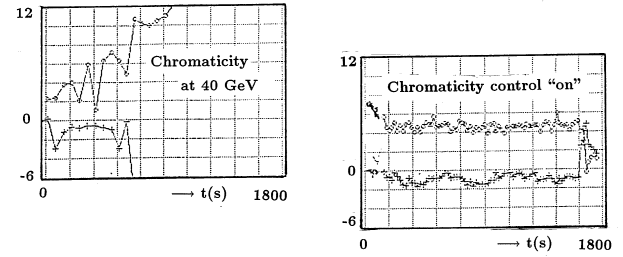 12
Chromaticity
at 40 GeV
0
-6
0
→ t(s)
1800
12
Chromaticity control “on”
0
-6
0
→ t(s)
1800